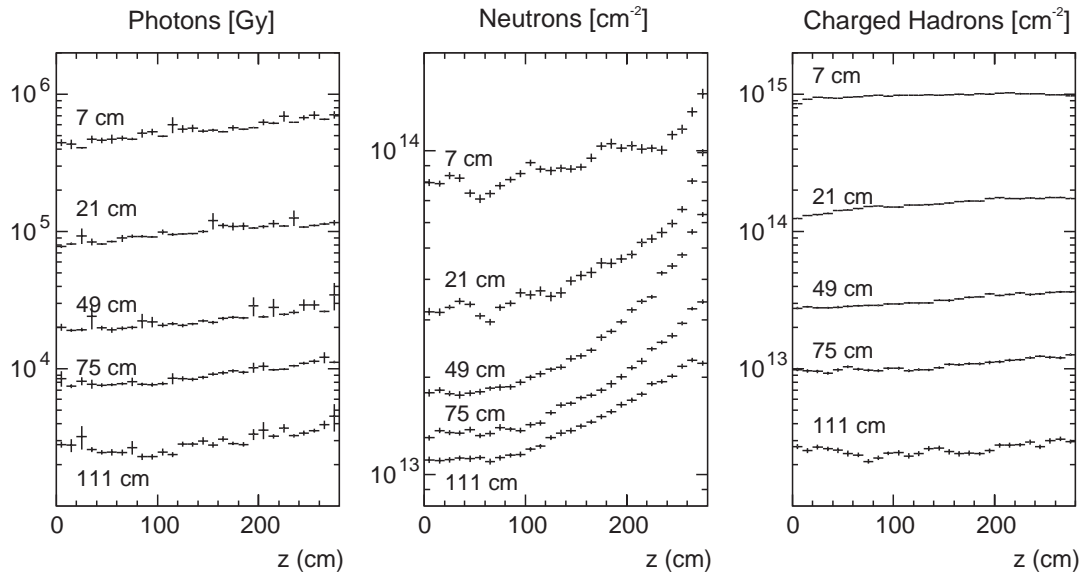 Photons [Gy]
10⁶
10⁵
10⁴
7 cm
21 cm
49 cm
75 cm
111 cm
0
100
200
z (cm)
Neutrons [cm⁻²]
10¹⁴
10¹³
7 cm
21 cm
49 cm
75 cm
111 cm
0
100
200
z (cm)
Charged Hadrons [cm⁻²]
10¹⁵
10¹⁴
10¹³
7 cm
21 cm
49 cm
75 cm
111 cm
0
100
200
z (cm)